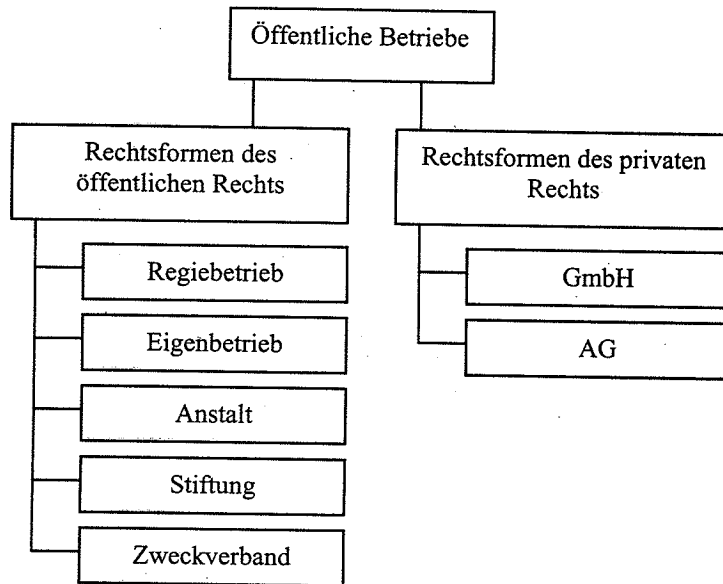 Öffentliche Betriebe
Rechtsformen des
öffentlichen Rechts
Regiebetrieb
Eigenbetrieb
Anstalt
Stiftung
Zweckverband
Rechtsformen des privaten
Rechts
GmbH
AG